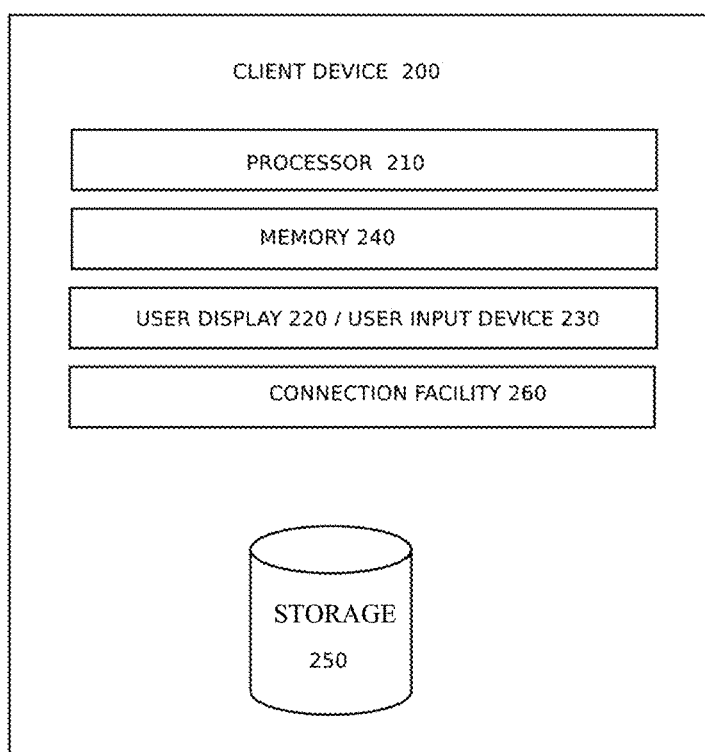 CLIENT DEVICE 200
PROCESSOR 210
MEMORY 240
USER DISPLAY 220 / USER INPUT DEVICE 230
CONNECTION FACILITY 260
STORAGE
250